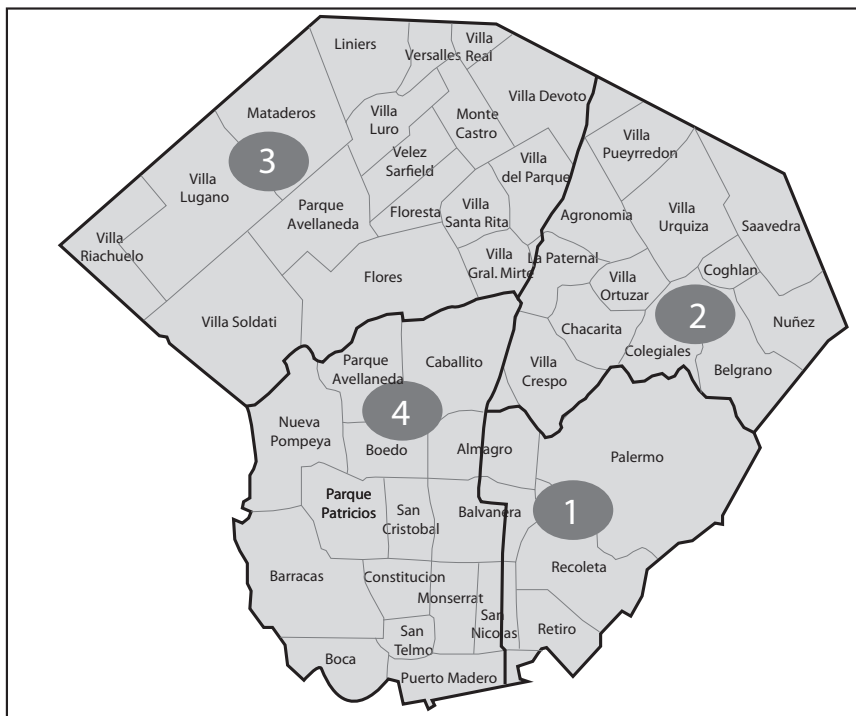 Liniers
Versalles
Villa
Real
Mataderos
Villa
Luro
Monte
Castro
Villa Devoto
3
Villa
Lugano
Velez
Sarfield
Villa
del Parque
Villa
Pueyrredon
Parque
Avellaneda
Floresta
Villa
Santa Rita
Agronomia
Villa
Urquiza
Saavedra
Villa
Riachuelo
Flores
Villa
Gral. Mirte
La Paternal
Villa
Ortuzar
Coghlan
2
Villa Soldati
Chacarita
Colegiales
Nuñez
Parque
Avellaneda
Caballito
Villa
Crespo
Belgrano
4
Nueva
Pompeya
Boedo
Almagro
Palermo
Parque
Patricios
San
Cristobal
Balvanera
1
Barracas
Constitucion
Monserrat
Recoleta
San
Telmo
San
Nicolas
Retiro
Boca
Puerto Madero